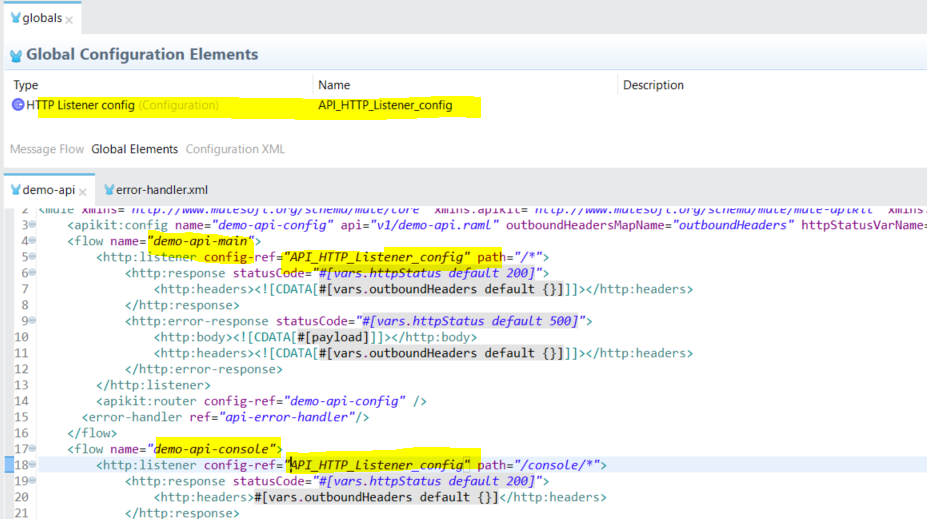 globals
Global Configuration Elements
Type Name Description
HTTP Listener config (Configuration) API_HTTP_Listener_config
Message Flow Global Elements Configuration XML
demo-api error-handler.xml
2 <mule xmlns="http://www.mulesoft.org/schema/mule/core" xmlns:apikit="http://www.mulesoft.org/schema/mule/mule-apikit" xmlns:
3 <apikit:config name="demo-api-config" api="v1/demo-api.raml" outboundHeadersMapName="outboundHeaders" httpStatusVarName=
4 <flow name="demo-api-main">
5 <http:listener config-ref="API_HTTP_Listener_config" path="/*">
6 <http:response statusCode="#[vars.httpStatus default 200]">
7 <http:headers><![CDATA[#[vars.outboundHeaders default {}]]]></http:headers>
8 </http:response>
9 <http:error-response statusCode="#[vars.httpStatus default 500]">
10 <http:body><![CDATA[#[payload]]]></http:body>
11 <http:headers><![CDATA[#[vars.outboundHeaders default {}]]]></http:headers>
12 </http:error-response>
13 </http:listener>
14 <apikit:router config-ref="demo-api-config" />
15 <error-handler ref="api-error-handler"/>
16 </flow>
17 <flow name="demo-api-console">
18 <http:listener config-ref="API_HTTP_Listener_config" path="/console/*">
19 <http:response statusCode="#[vars.httpStatus default 200]">
20 <http:headers>#[vars.outboundHeaders default {}]</http:headers>
21 </http:response>